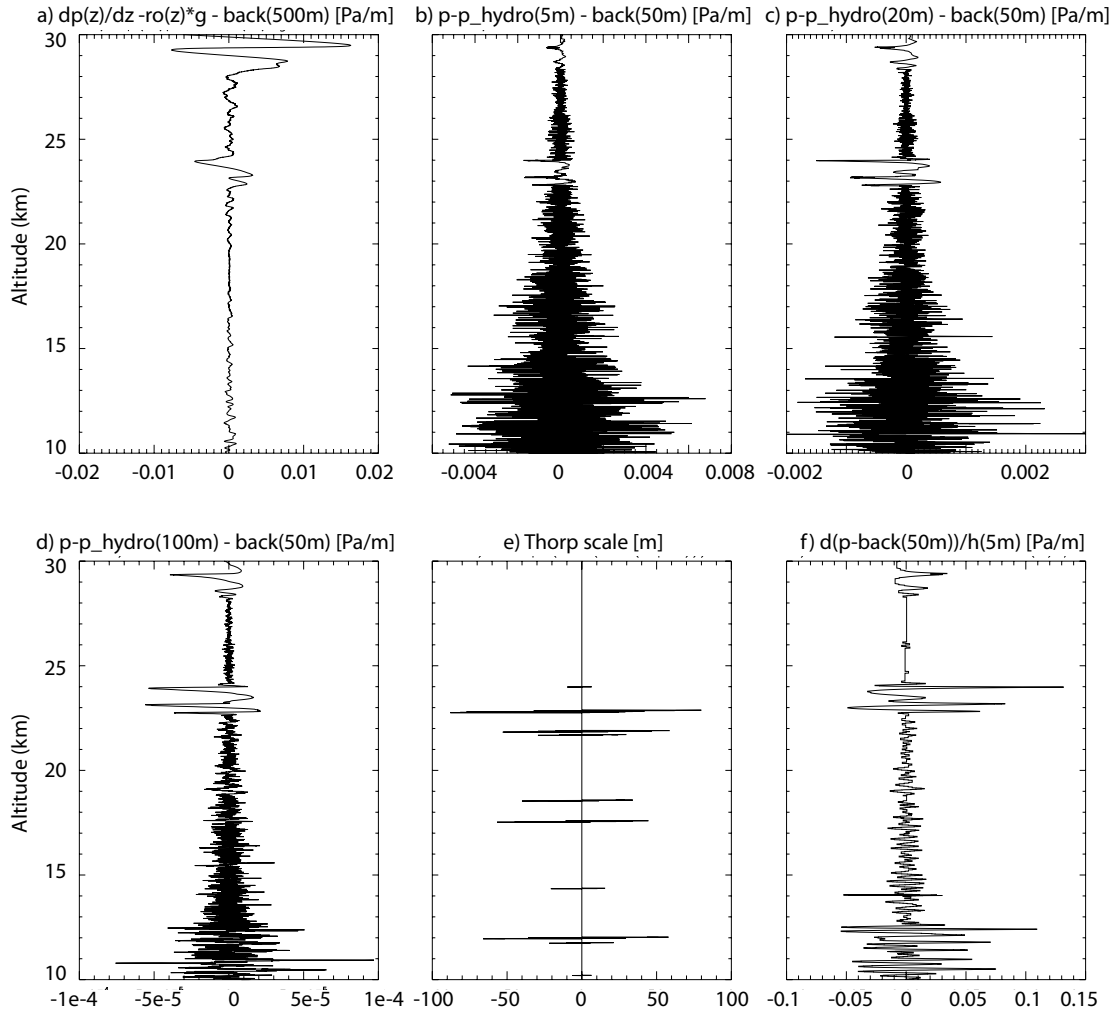 a) dp(z)/dz -ro(z)*g - back(500m) [Pa/m]
b) p-p_hydro(5m) - back(50m) [Pa/m]
c) p-p_hydro(20m) - back(50m) [Pa/m]
30
25
20
15
10
Altitude (km)
-0.02 -0.01 0 0.01 0.02
-0.004 0 0.004 0.008
-0.002 0 0.002
d) p-p_hydro(100m) - back(50m) [Pa/m]
e) Thorp scale [m]
f) d(p-back(50m))/h(5m) [Pa/m]
30
25
20
15
10
Altitude (km)
-1e-4 -5e-5 0 5e-5 1e-4
-100 -50 0 50 100
-0.1 -0.05 0 0.05 0.1 0.15